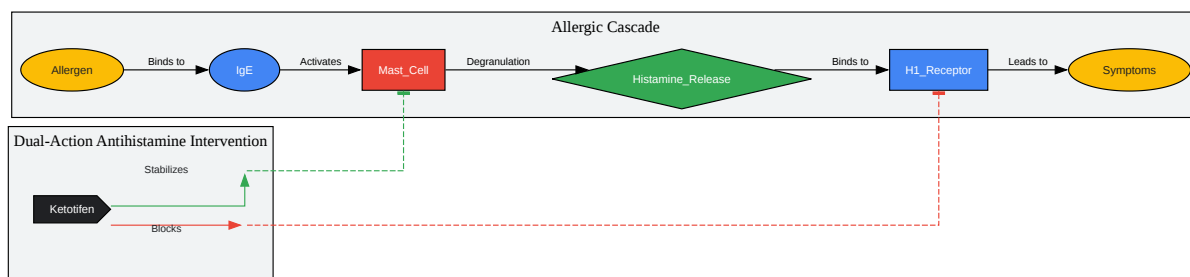 Allergic Cascade
Allergen
Binds to
IgE
Activates
Mast_Cell
Degranulation
Histamine_Release
Binds to
H1_Receptor
Leads to
Symptoms
Dual-Action Antihistamine Intervention
Stabilizes
Ketotifen
Blocks